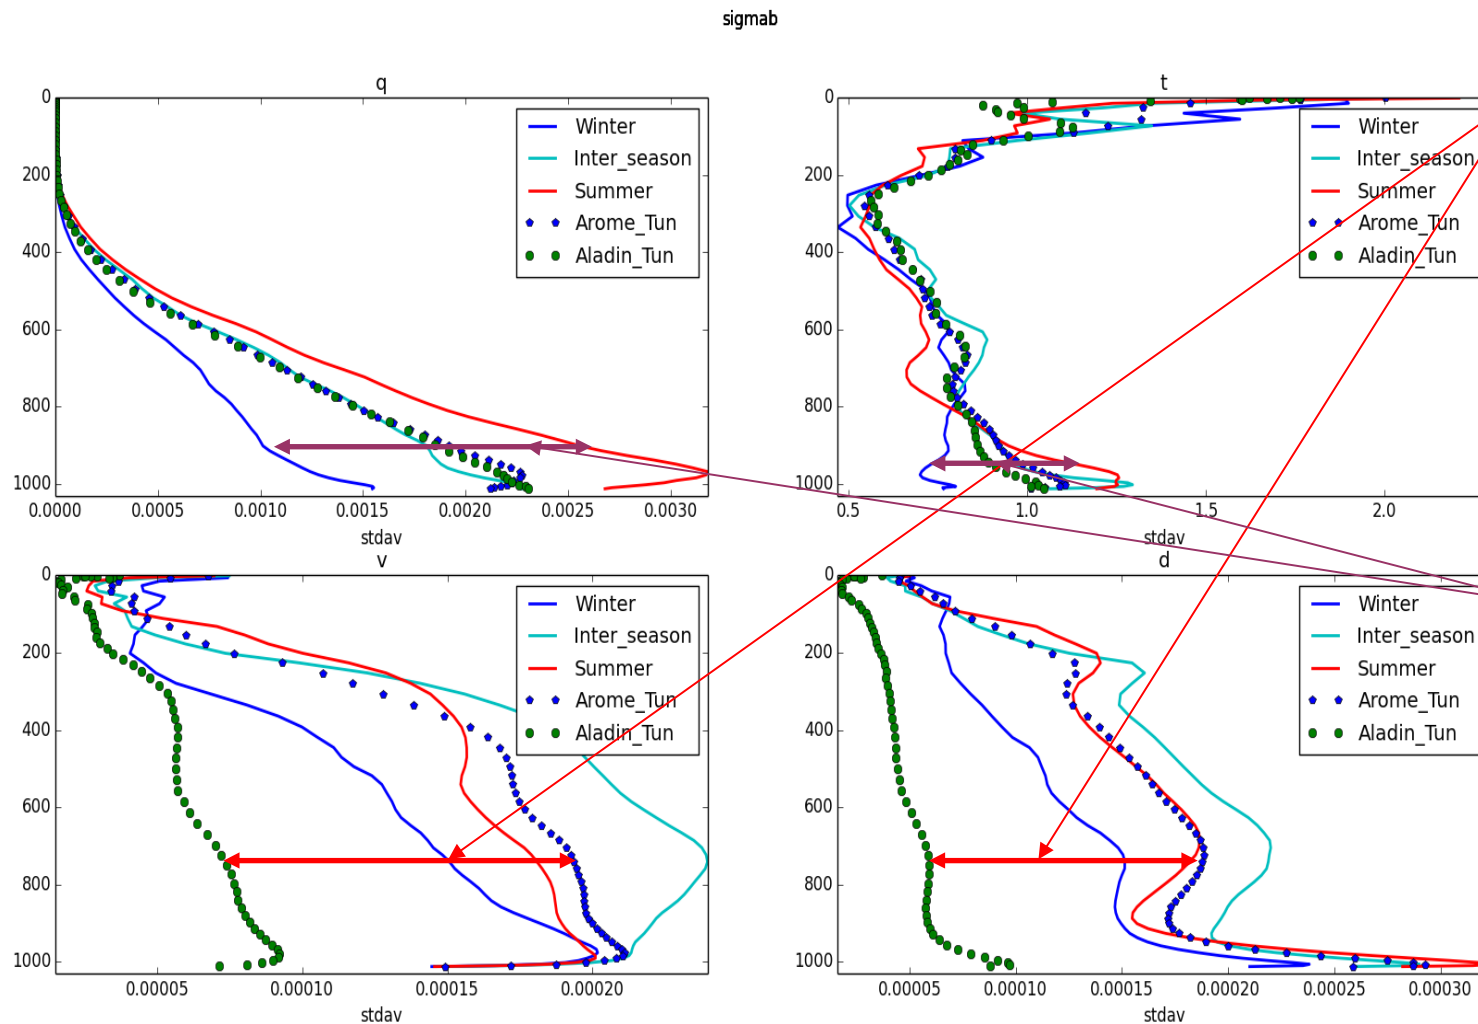 sigmab
q
0
200
400
600
800
1000
0.0000
0.0005
0.0010
0.0015
0.0020
0.0025
0.0030
stdav
Winter
Inter_season
Summer
Arome_Tun
Aladin_Tun
t
0
200
400
600
800
1000
0.5
1.0
1.5
2.0
stdav
Winter
Inter_season
Summer
Arome_Tun
Aladin_Tun
v
0
200
400
600
800
1000
0.00005
0.00010
0.00015
0.00020
stdav
Winter
Inter_season
Summer
Arome_Tun
Aladin_Tun
d
0
200
400
600
800
1000
0.00005
0.00010
0.00015
0.00020
0.00025
0.00030
stdav
Winter
Inter_season
Summer
Arome_Tun
Aladin_Tun